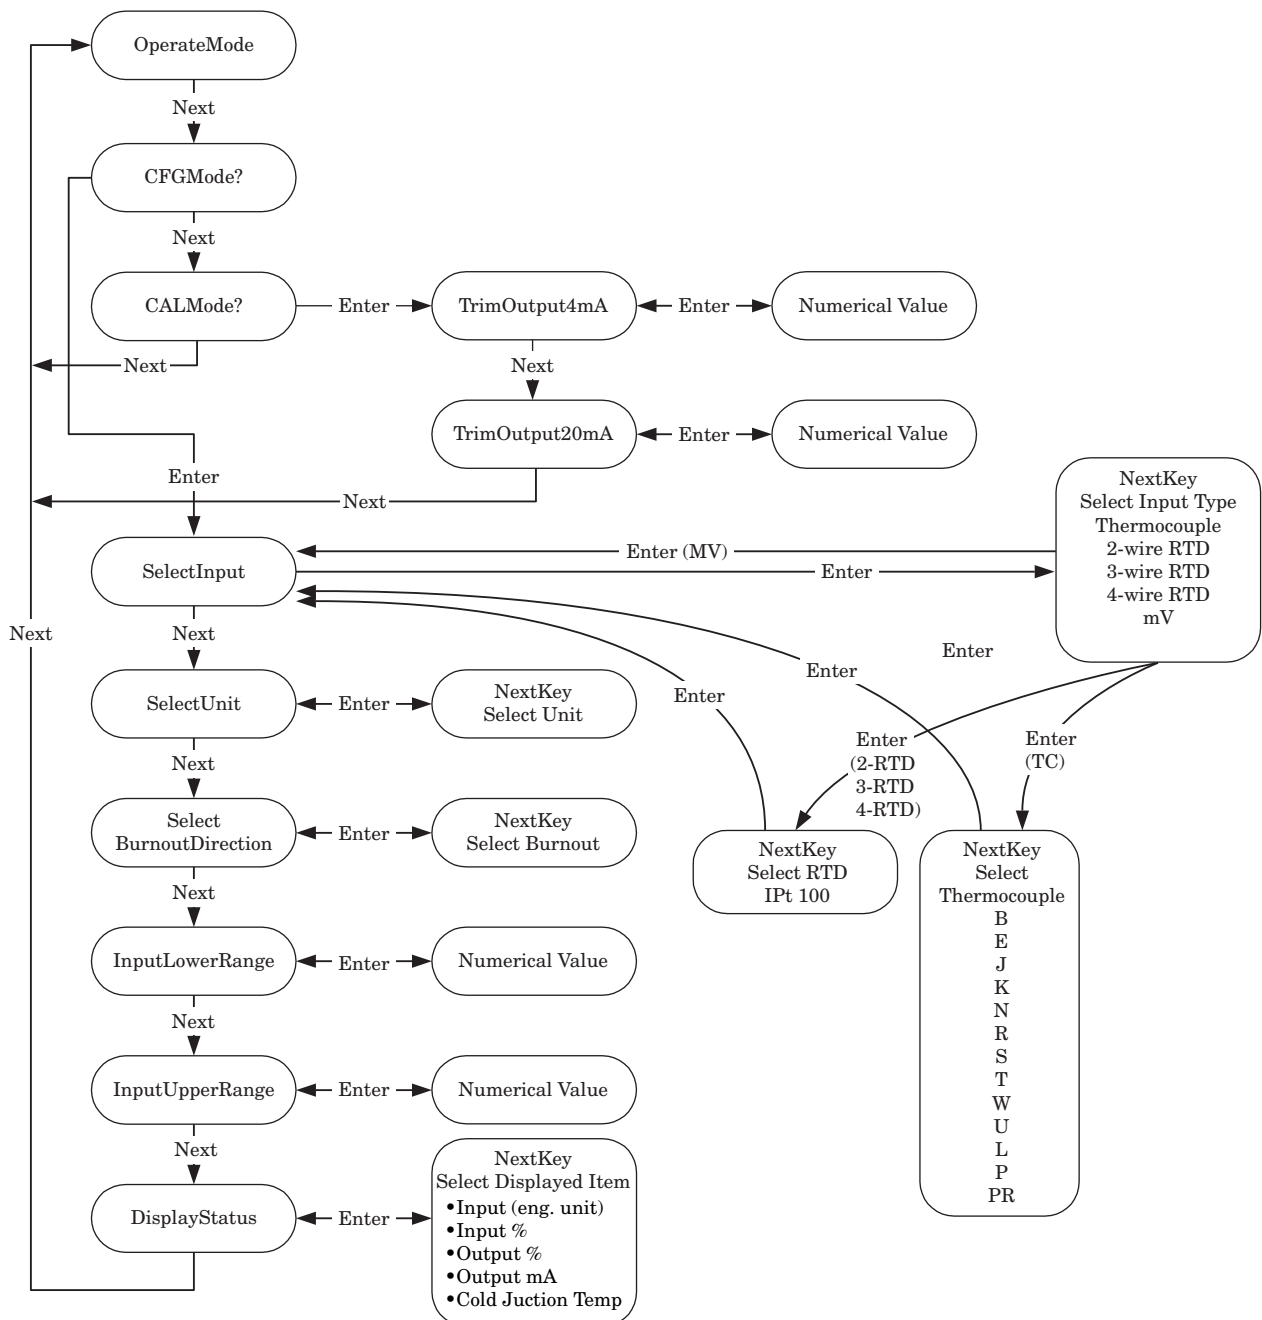 OperateMode
Next
CFGMode?
Next
CALMode?
Enter
TrimOutput4mA
Enter
Numerical Value
Next
Next
TrimOutput20mA
Enter
Numerical Value
Enter
Next
NextKey
Select Input Type
Thermocouple
2-wire RTD
3-wire RTD
4-wire RTD
mV
Enter (MV)
SelectInput
Enter
Next
Next
Enter
Enter
Enter
SelectUnit
Enter
NextKey
Select Unit
Enter
(2-RTD
3-RTD
4-RTD)
Enter
(TC)
Next
Select
BurnoutDirection
Enter
NextKey
Select Burnout
NextKey
Select RTD
IPt 100
NextKey
Select
Thermocouple
B
E
J
K
N
R
S
T
W
U
L
P
PR
Next
InputLowerRange
Enter
Numerical Value
Next
InputUpperRange
Enter
Numerical Value
Next
DisplayStatus
Enter
NextKey
Select Displayed Item
•Input (eng. unit)
•Input %
•Output %
•Output mA
•Cold Juction Temp